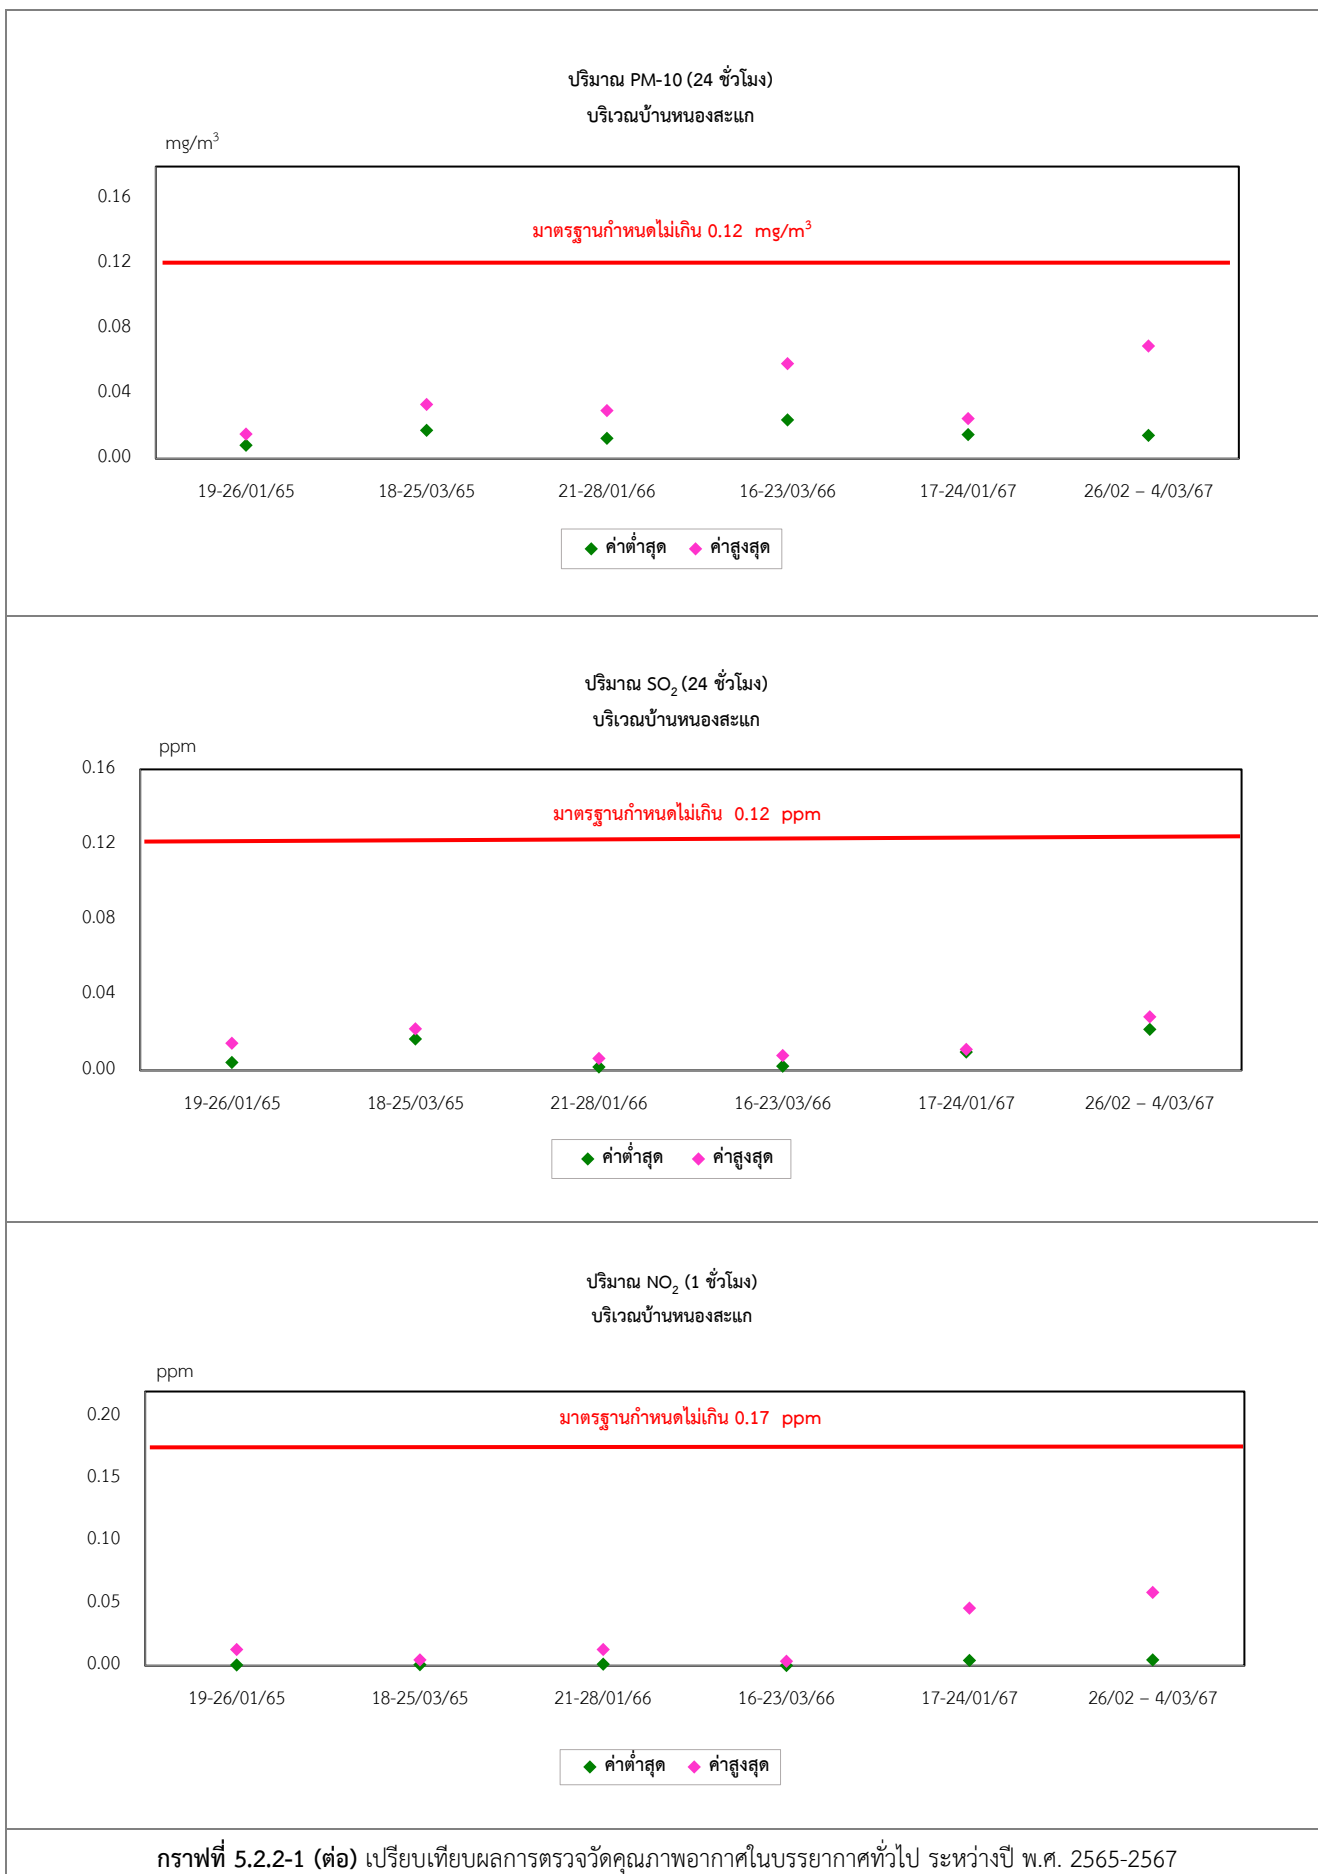 ปริมาณ PM-10 (24 ชั่วโมง)
บริเวณบ้านหนองสะแก
mg/m³
0.16
มาตรฐานกำหนดไม่เกิน 0.12 mg/m³
0.12
0.08
0.04
0.00
19-26/01/65 18-25/03/65 21-28/01/66 16-23/03/66 17-24/01/67 26/02 – 4/03/67
ค่าต่ำสุด ค่าสูงสุด
ปริมาณ SO₂ (24 ชั่วโมง)
บริเวณบ้านหนองสะแก
ppm
0.16
มาตรฐานกำหนดไม่เกิน 0.12 ppm
0.12
0.08
0.04
0.00
19-26/01/65 18-25/03/65 21-28/01/66 16-23/03/66 17-24/01/67 26/02 – 4/03/67
ค่าต่ำสุด ค่าสูงสุด
ปริมาณ NO₂ (1 ชั่วโมง)
บริเวณบ้านหนองสะแก
ppm
0.20
มาตรฐานกำหนดไม่เกิน 0.17 ppm
0.15
0.10
0.05
0.00
19-26/01/65 18-25/03/65 21-28/01/66 16-23/03/66 17-24/01/67 26/02 – 4/03/67
ค่าต่ำสุด ค่าสูงสุด
กราฟที่ 5.2.2-1 (ต่อ) เปรียบเทียบผลการตรวจวัดคุณภาพอากาศในบรรยากาศทั่วไป ระหว่างปี พ.ศ. 2565-2567